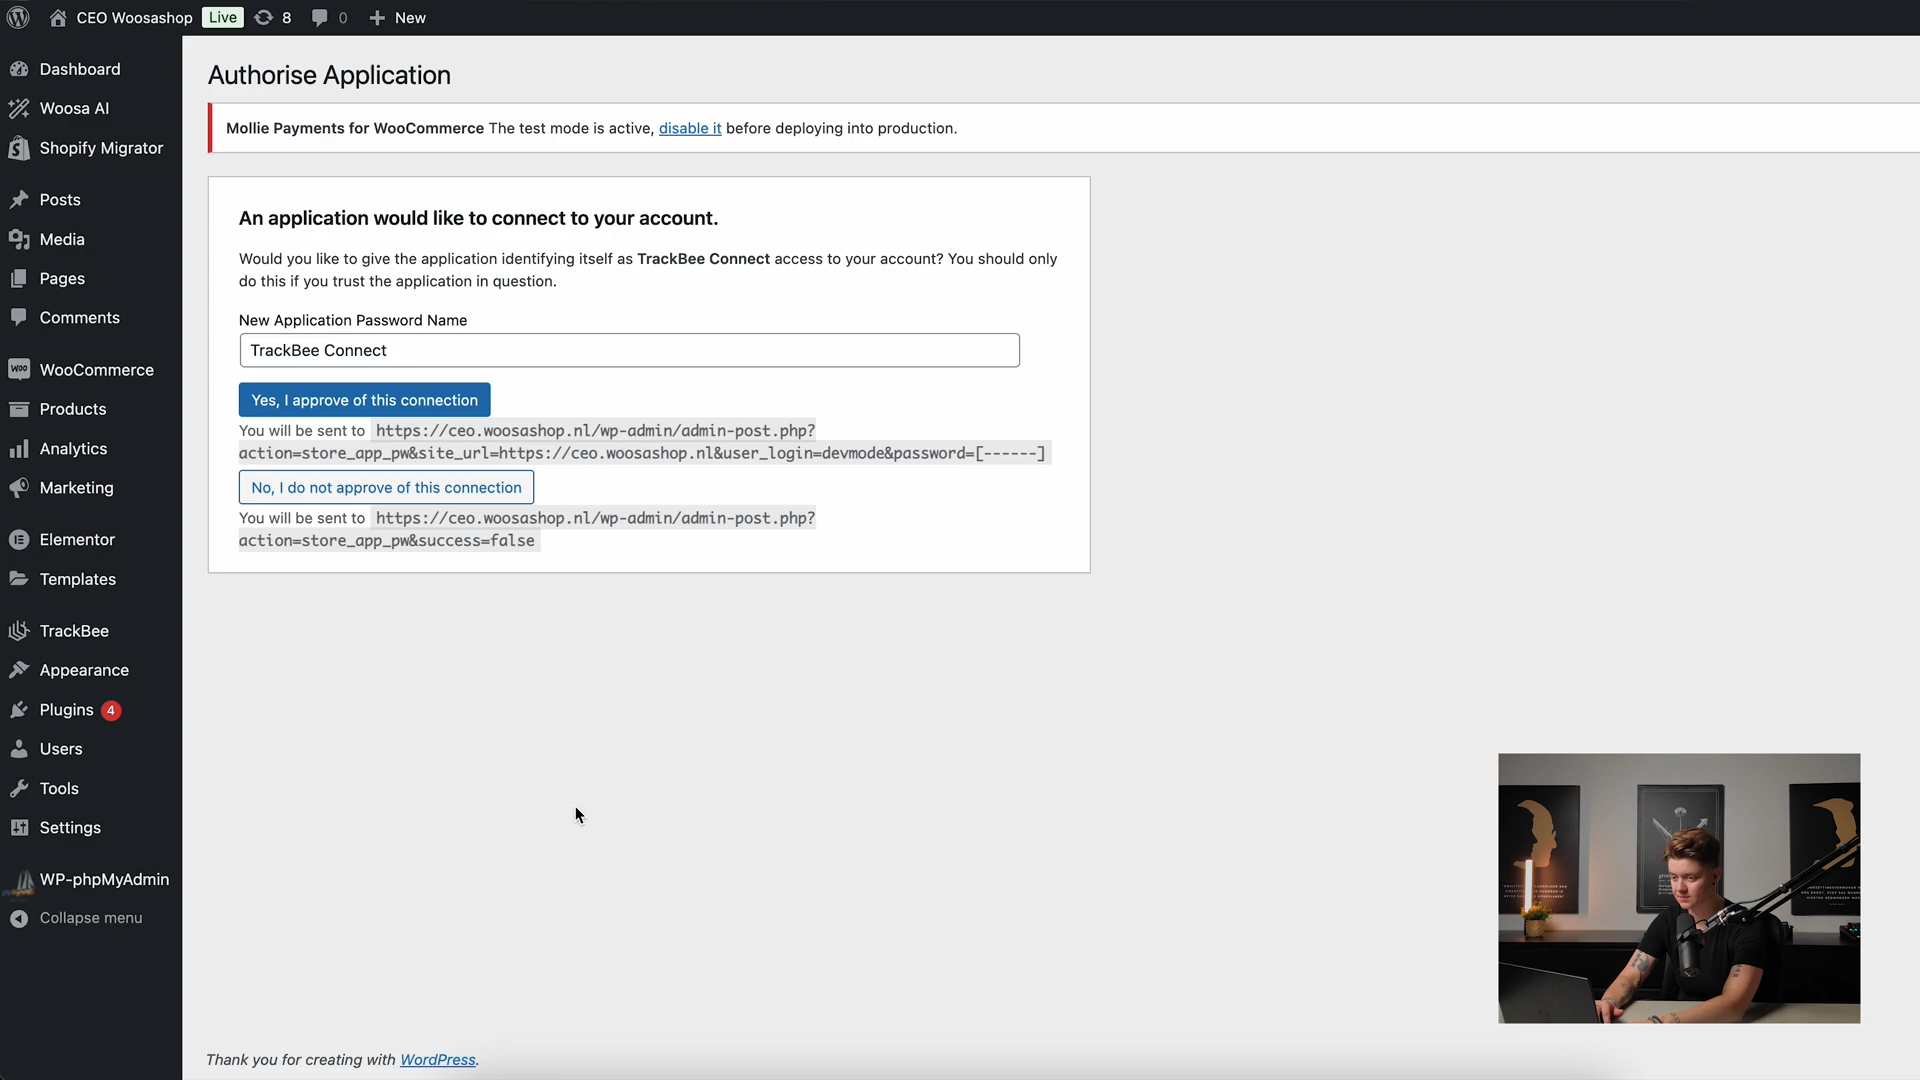 CEO Woosashop Live 8 0 New
Dashboard
Woosa AI
Shopify Migrator
Posts
Media
Pages
Comments
WooCommerce
Products
Analytics
Marketing
Elementor
Templates
TrackBee
Appearance
Plugins 4
Users
Tools
Settings
WP-phpMyAdmin
Collapse menu
Authorise Application
Mollie Payments for WooCommerce The test mode is active, disable it before deploying into production.
An application would like to connect to your account.
Would you like to give the application identifying itself as TrackBee Connect access to your account? You should only
do this if you trust the application in question.
New Application Password Name
TrackBee Connect
Yes, I approve of this connection
You will be sent to https://ceo.woosashop.nl/wp-admin/admin-post.php?
action=store_app_pw&site_url=https://ceo.woosashop.nl&user_login=devmode&password=[------]
No, I do not approve of this connection
You will be sent to https://ceo.woosashop.nl/wp-admin/admin-post.php?
action=store_app_pw&success=false
Thank you for creating with WordPress.